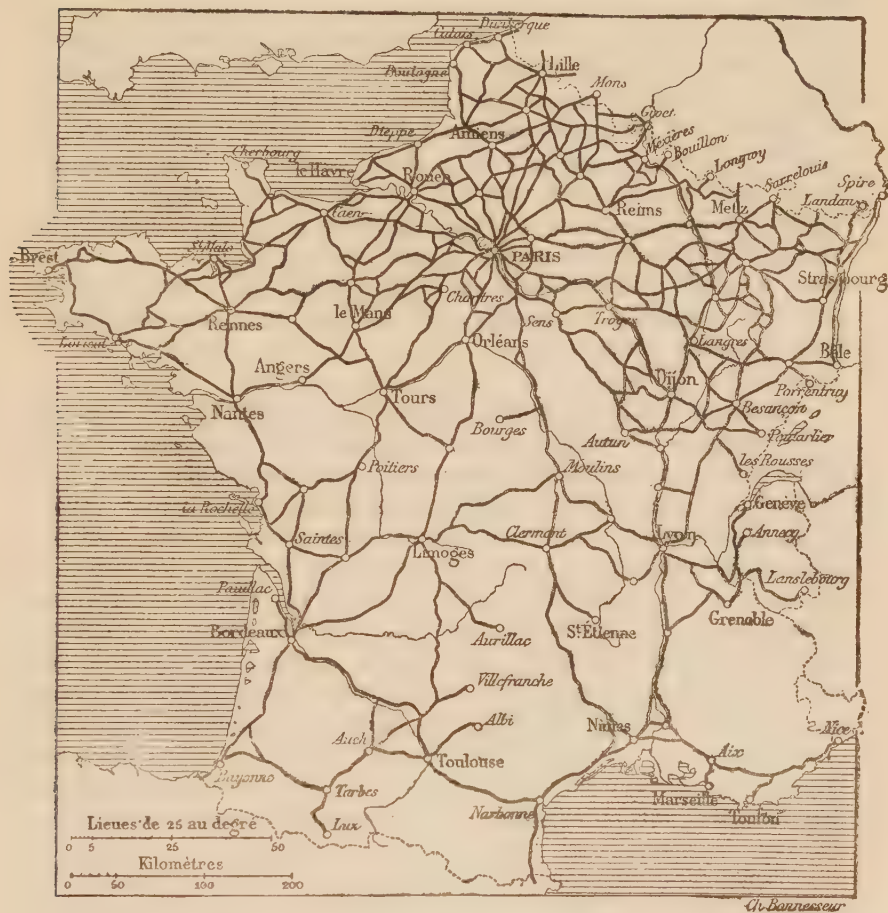 Dunkerque
Calais
Boulogne
Lille
Mons
Givet
Dieppe
Amiens
Mézières
Bouillon
Cherbourg
le Havre
Rouen
Longwy
Sarrelouis
Spire
Landau
Caen
Reims
Metz
St Malo
Brest
PARIS
Strasbourg
Chartres
Rennes
le Mans
Sens
Troyes
Lorient
Orléans
Langres
Bâle
Angers
Dijon
Porrentruy
Nantes
Tours
Besançon
Bourges
Autun
Pontarlier
Poitiers
Moulins
les Rousses
la Rochelle
Genève
Saintes
Limoges
Clermont
Lyon
Annecy
Lanslebourg
Pauillac
Grenoble
Bordeaux
Aurillac
St Étienne
Villefranche
Albi
Nimes
Nice
Auch
Toulouse
Aix
Bayonne
Tarbes
Marseille
Toulon
Narbonne
Lux
Lieues de 25 au degré
0 5 25 50
Kilomètres
0 50 100 200
Ch. Bonnesseur